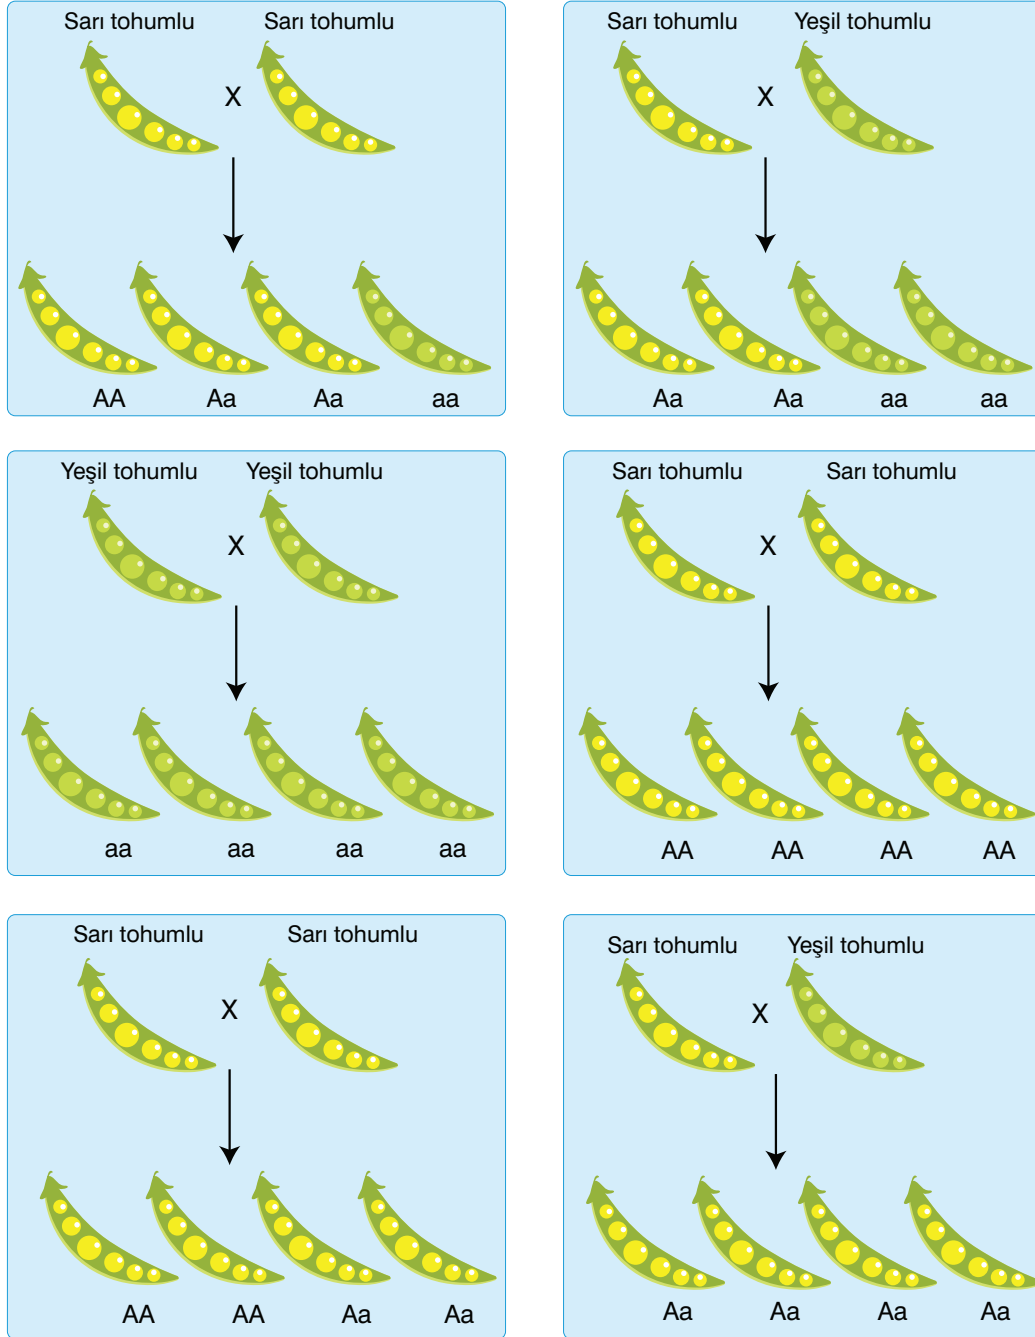 Sarı tohumlu Sarı tohumlu
X
AA Aa Aa aa
Sarı tohumlu Yeşil tohumlu
X
Aa Aa aa aa
Yeşil tohumlu Yeşil tohumlu
X
aa aa aa aa
Sarı tohumlu Sarı tohumlu
X
AA AA AA AA
Sarı tohumlu Sarı tohumlu
X
AA AA Aa Aa
Sarı tohumlu Yeşil tohumlu
X
Aa Aa Aa Aa